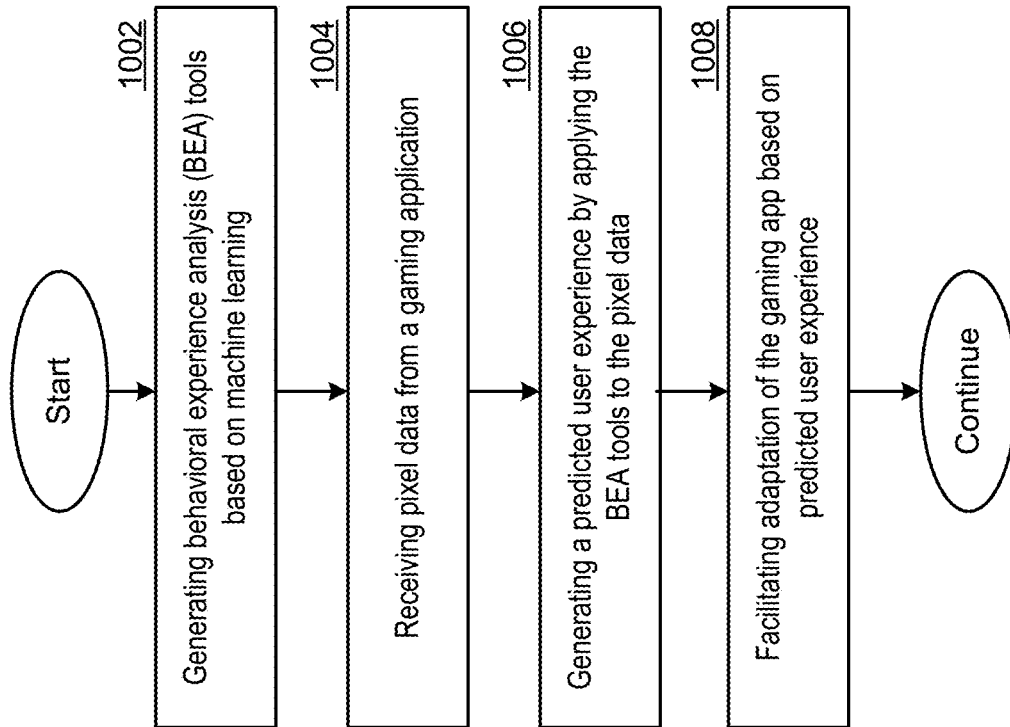 Start
1002
Generating behavioral experience analysis (BEA) tools
based on machine learning
1004
Receiving pixel data from a gaming application
1006
Generating a predicted user experience by applying the
BEA tools to the pixel data
1008
Facilitating adaptation of the gaming app based on
predicted user experience
Continue